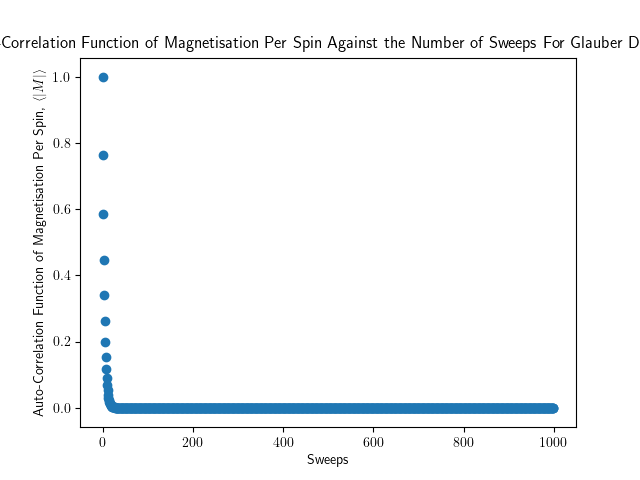 -Correlation Function of Magnetisation Per Spin Against the Number of Sweeps For Glauber D
Auto-Correlation Function of Magnetisation Per Spin, ⟨|M|⟩
1.0
0.8
0.6
0.4
0.2
0.0
0 200 400 600 800 1000
Sweeps